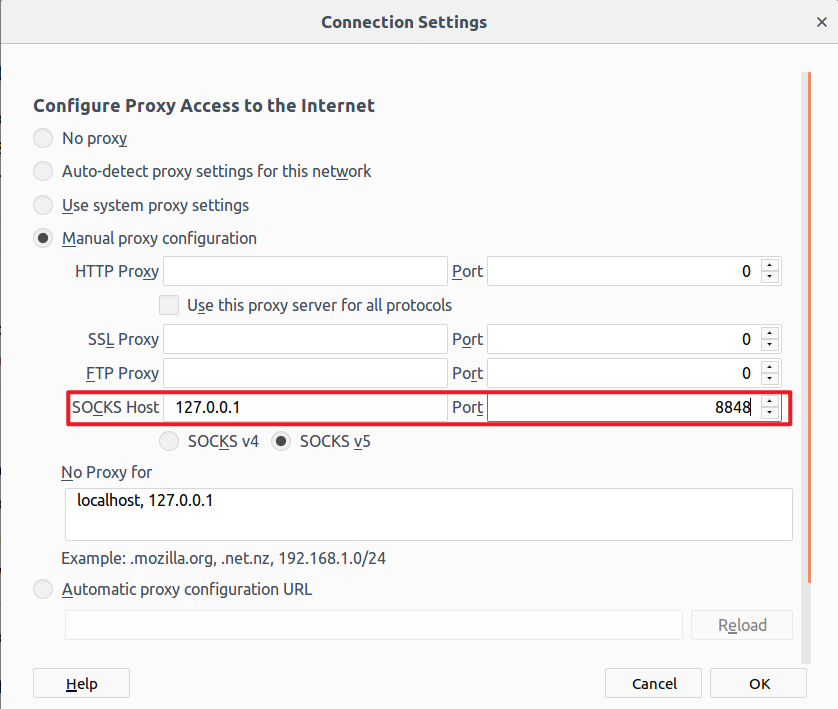 Connection Settings
Configure Proxy Access to the Internet
No proxy
Auto-detect proxy settings for this network
Use system proxy settings
Manual proxy configuration
HTTP Proxy Port 0
Use this proxy server for all protocols
SSL Proxy Port 0
FTP Proxy Port 0
SOCKS Host 127.0.0.1 Port 8848
SOCKS v4 SOCKS v5
No Proxy for
localhost, 127.0.0.1
Example: .mozilla.org, .net.nz, 192.168.1.0/24
Automatic proxy configuration URL
Reload
Help Cancel OK